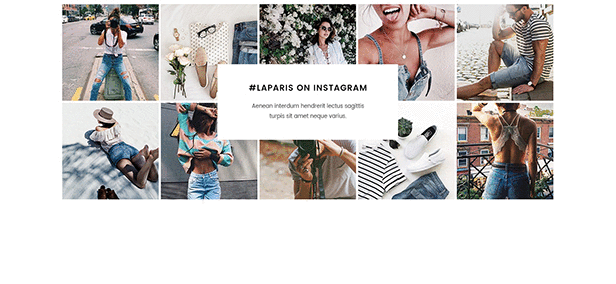 #LAPARIS ON INSTAGRAM
Aenean interdum hendrerit lectus sagittis
turpis sit amet neque varius.